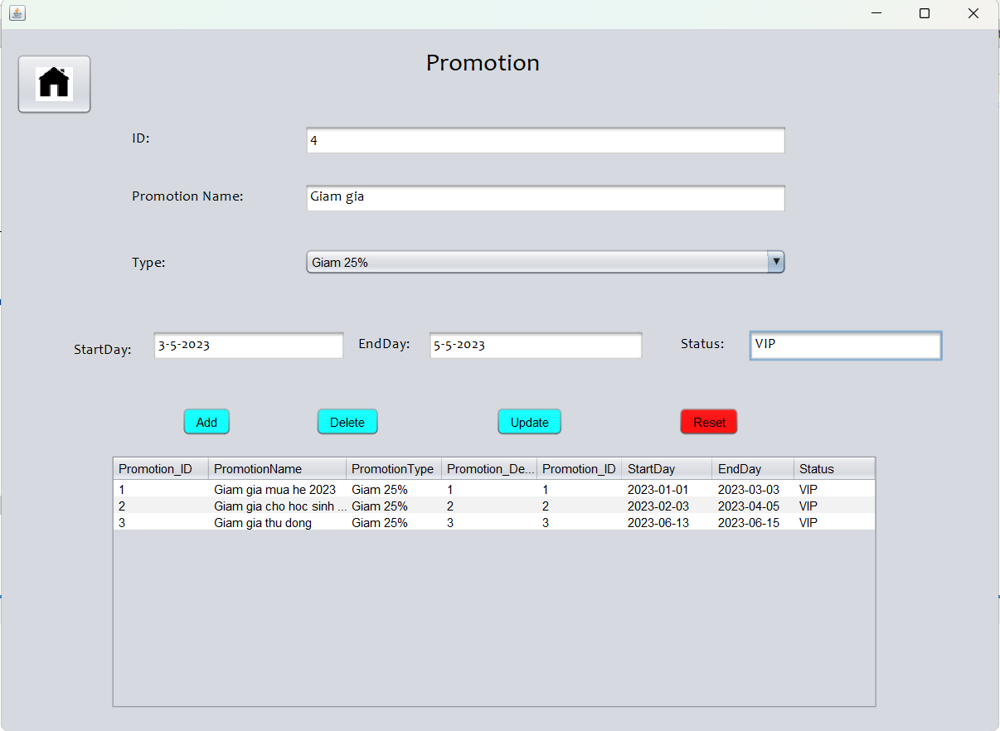 Promotion
ID: 4
Promotion Name: Giam gia
Type: Giam 25%
StartDay: 3-5-2023 EndDay: 5-5-2023 Status: VIP
Add Delete Update Reset
Promotion_ID PromotionName PromotionType Promotion_De... Promotion_ID StartDay EndDay Status
1 Giam gia mua he 2023 Giam 25% 1 1 2023-01-01 2023-03-03 VIP
2 Giam gia cho hoc sinh ... Giam 25% 2 2 2023-02-03 2023-04-05 VIP
3 Giam gia thu dong Giam 25% 3 3 2023-06-13 2023-06-15 VIP